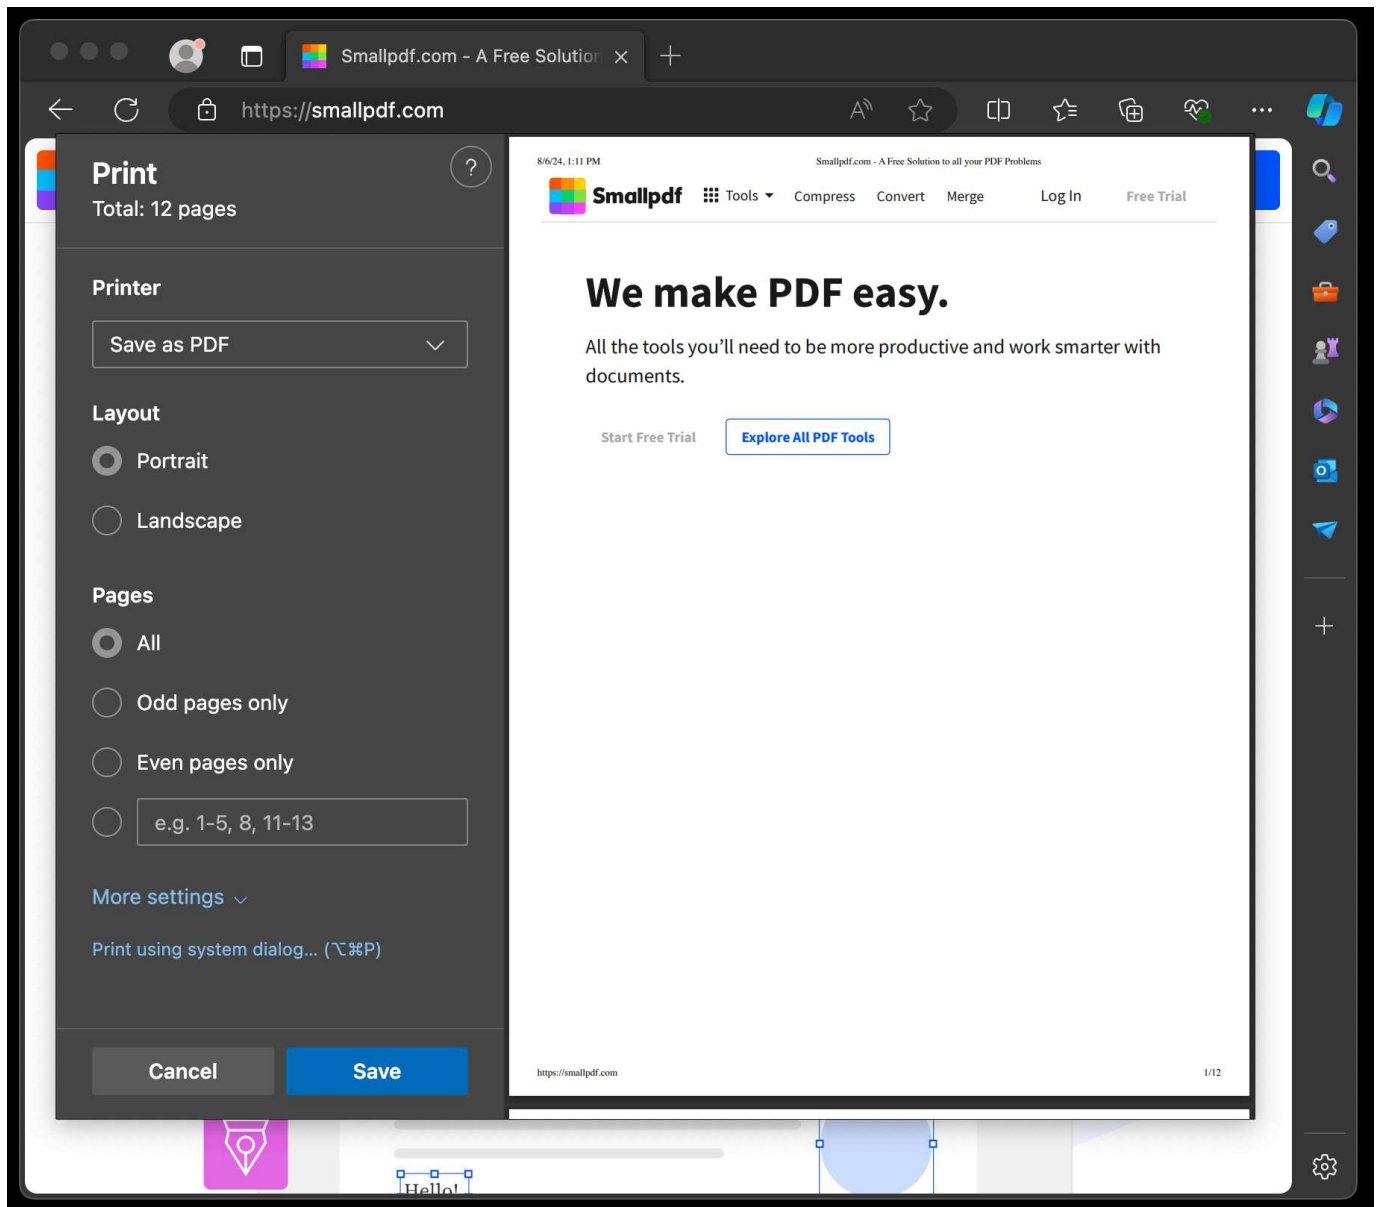 Smallpdf.com - A Free Solution
https://smallpdf.com
Print
Total: 12 pages
?
Printer
Save as PDF
Layout
Portrait
Landscape
Pages
All
Odd pages only
Even pages only
e.g. 1-5, 8, 11-13
More settings
Print using system dialog... (⌥⌘P)
Cancel
Save
8/6/24, 1:11 PM
Smallpdf.com - A Free Solution to all your PDF Problems
Smallpdf
Tools
Compress
Convert
Merge
Log In
Free Trial
We make PDF easy.
All the tools you’ll need to be more productive and work smarter with
documents.
Start Free Trial
Explore All PDF Tools
https://smallpdf.com
1/12
Hello!